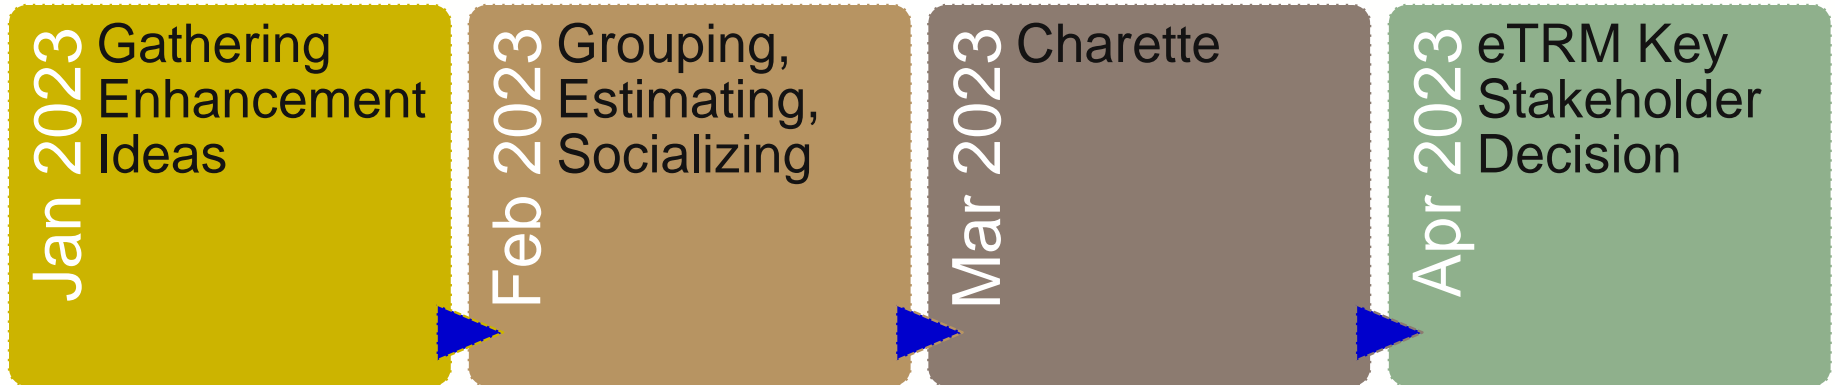 Jan 2023
Gathering
Enhancement
Ideas
Feb 2023
Grouping,
Estimating,
Socializing
Mar 2023
Charette
Apr 2023
eTRM Key
Stakeholder
Decision